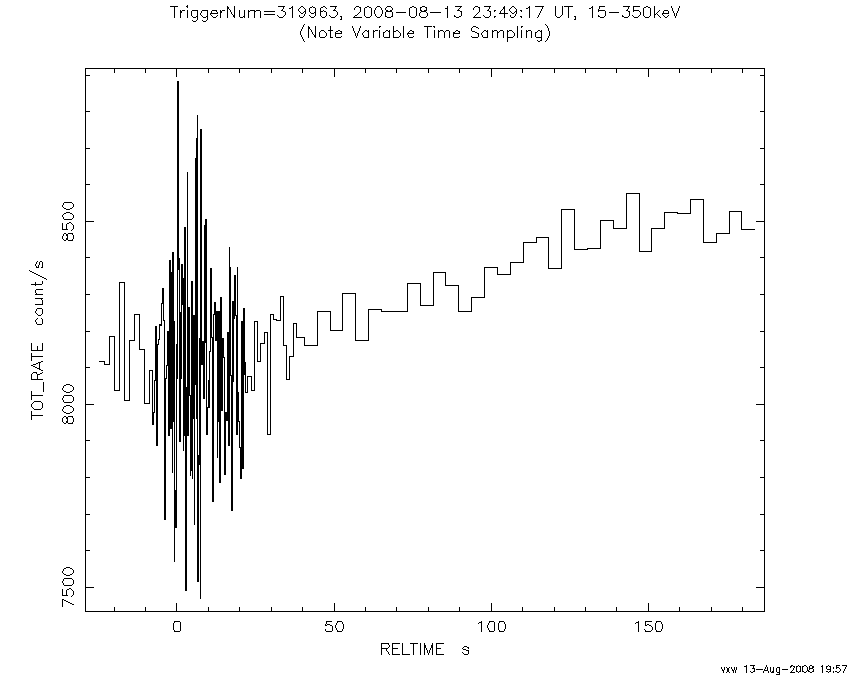 TriggerNum=319963, 2008-08-13 23:49:17 UT, 15-350keV
(Note Variable Time Sampling)
TOT_RATE count/s
8500
8000
7500
0 50 100 150
RELTIME s
vxw 13-Aug-2008 19:57